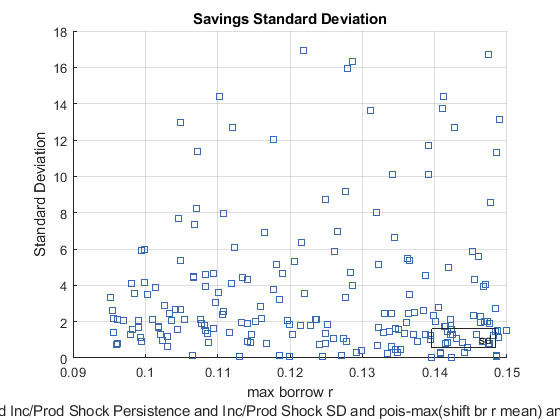 Savings Standard Deviation
18
16
14
12
10
8
6
4
2
0
Standard Deviation
sd
0.09 0.1 0.11 0.12 0.13 0.14 0.15
max borrow r
d Inc/Prod Shock Persistence and Inc/Prod Shock SD and pois-max(shift br r mean) an